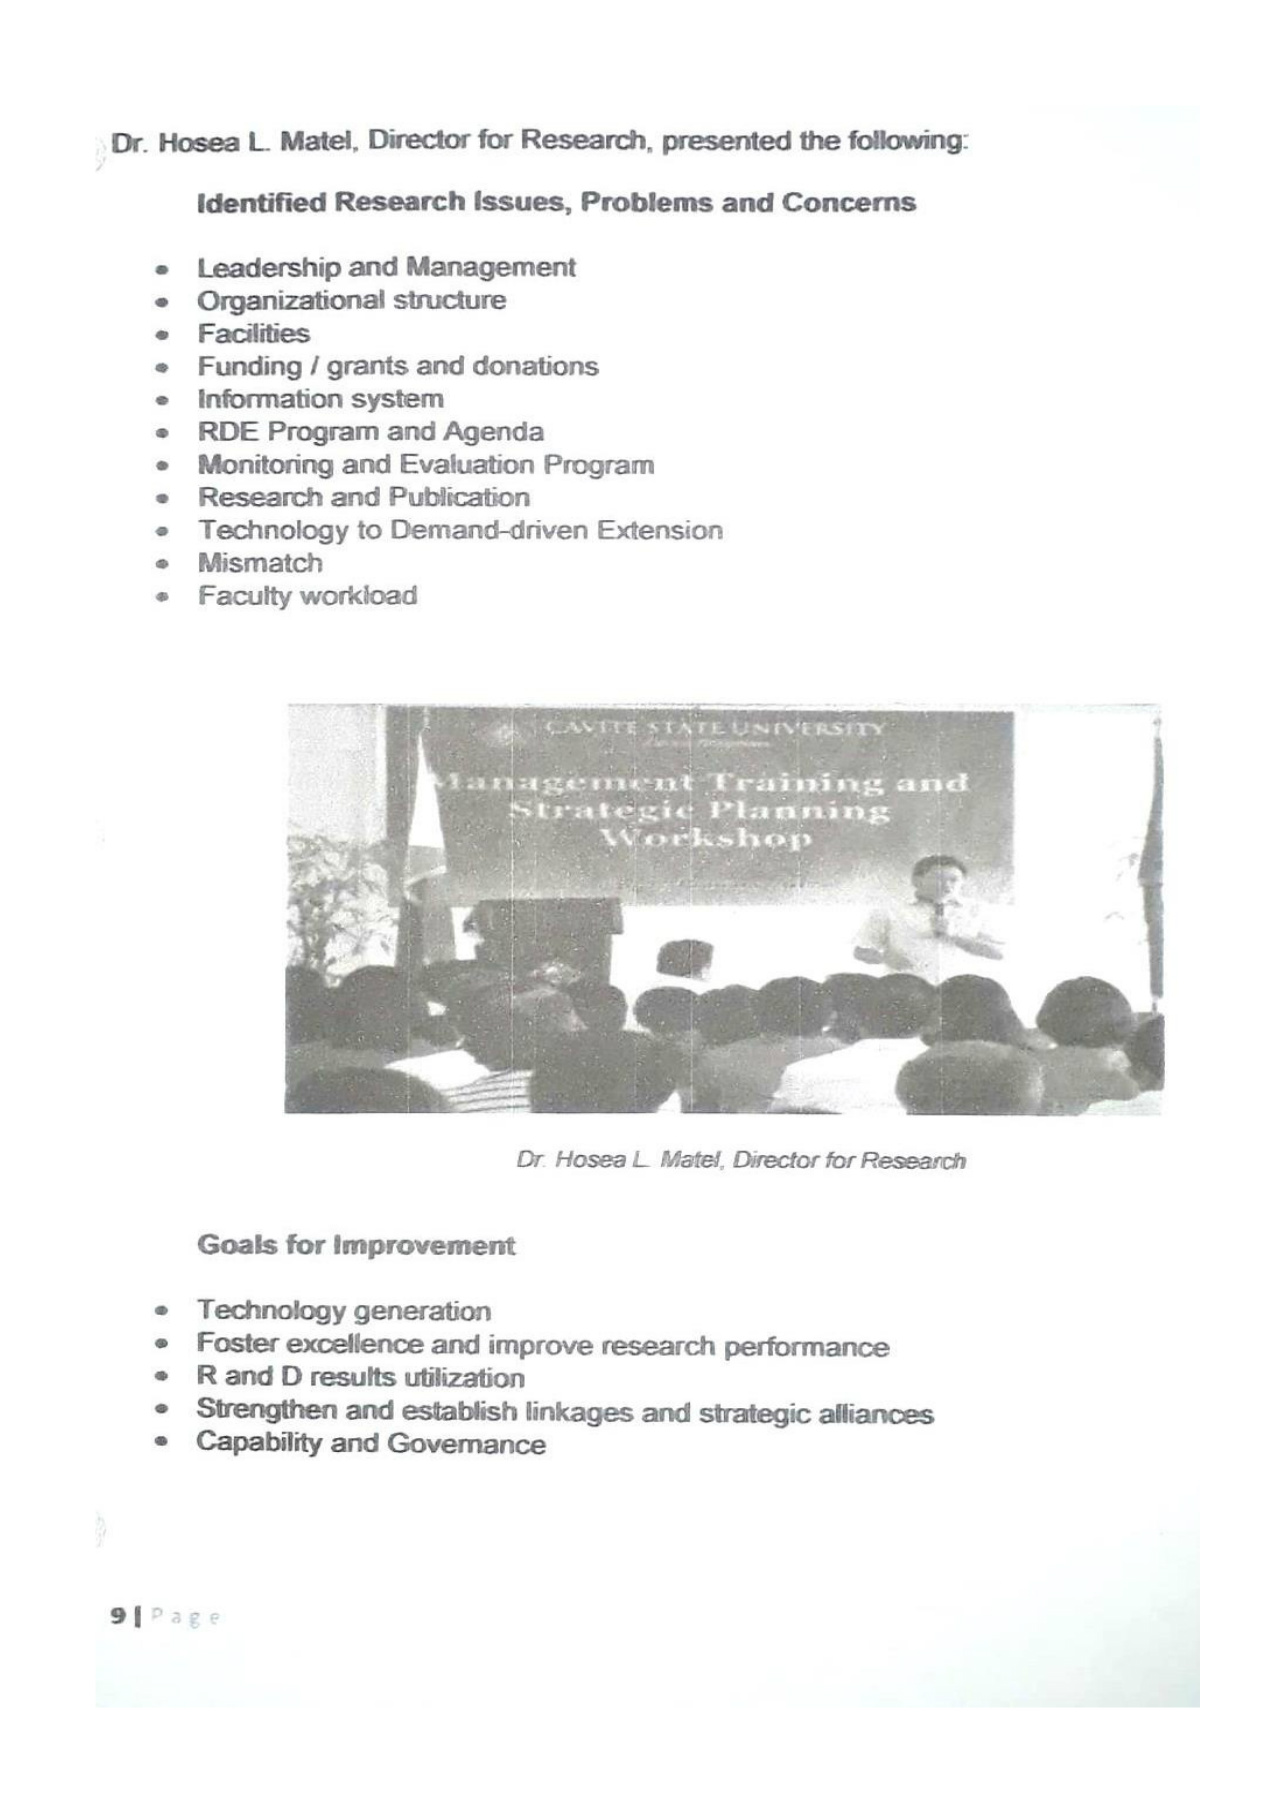 Dr. Hosea L. Matel, Director for Research, presented the following:
Identified Research Issues, Problems and Concerns
• Leadership and Management
• Organizational structure
• Facilities
• Funding / grants and donations
• Information system
• RDE Program and Agenda
• Monitoring and Evaluation Program
• Research and Publication
• Technology to Demand-driven Extension
• Mismatch
• Faculty workload
CAVITE STATE UNIVERSITY
Management Training and
Strategic Planning
Workshop
Dr. Hosea L. Matel, Director for Research
Goals for Improvement
• Technology generation
• Foster excellence and improve research performance
• R and D results utilization
• Strengthen and establish linkages and strategic alliances
• Capability and Governance
9 | Page